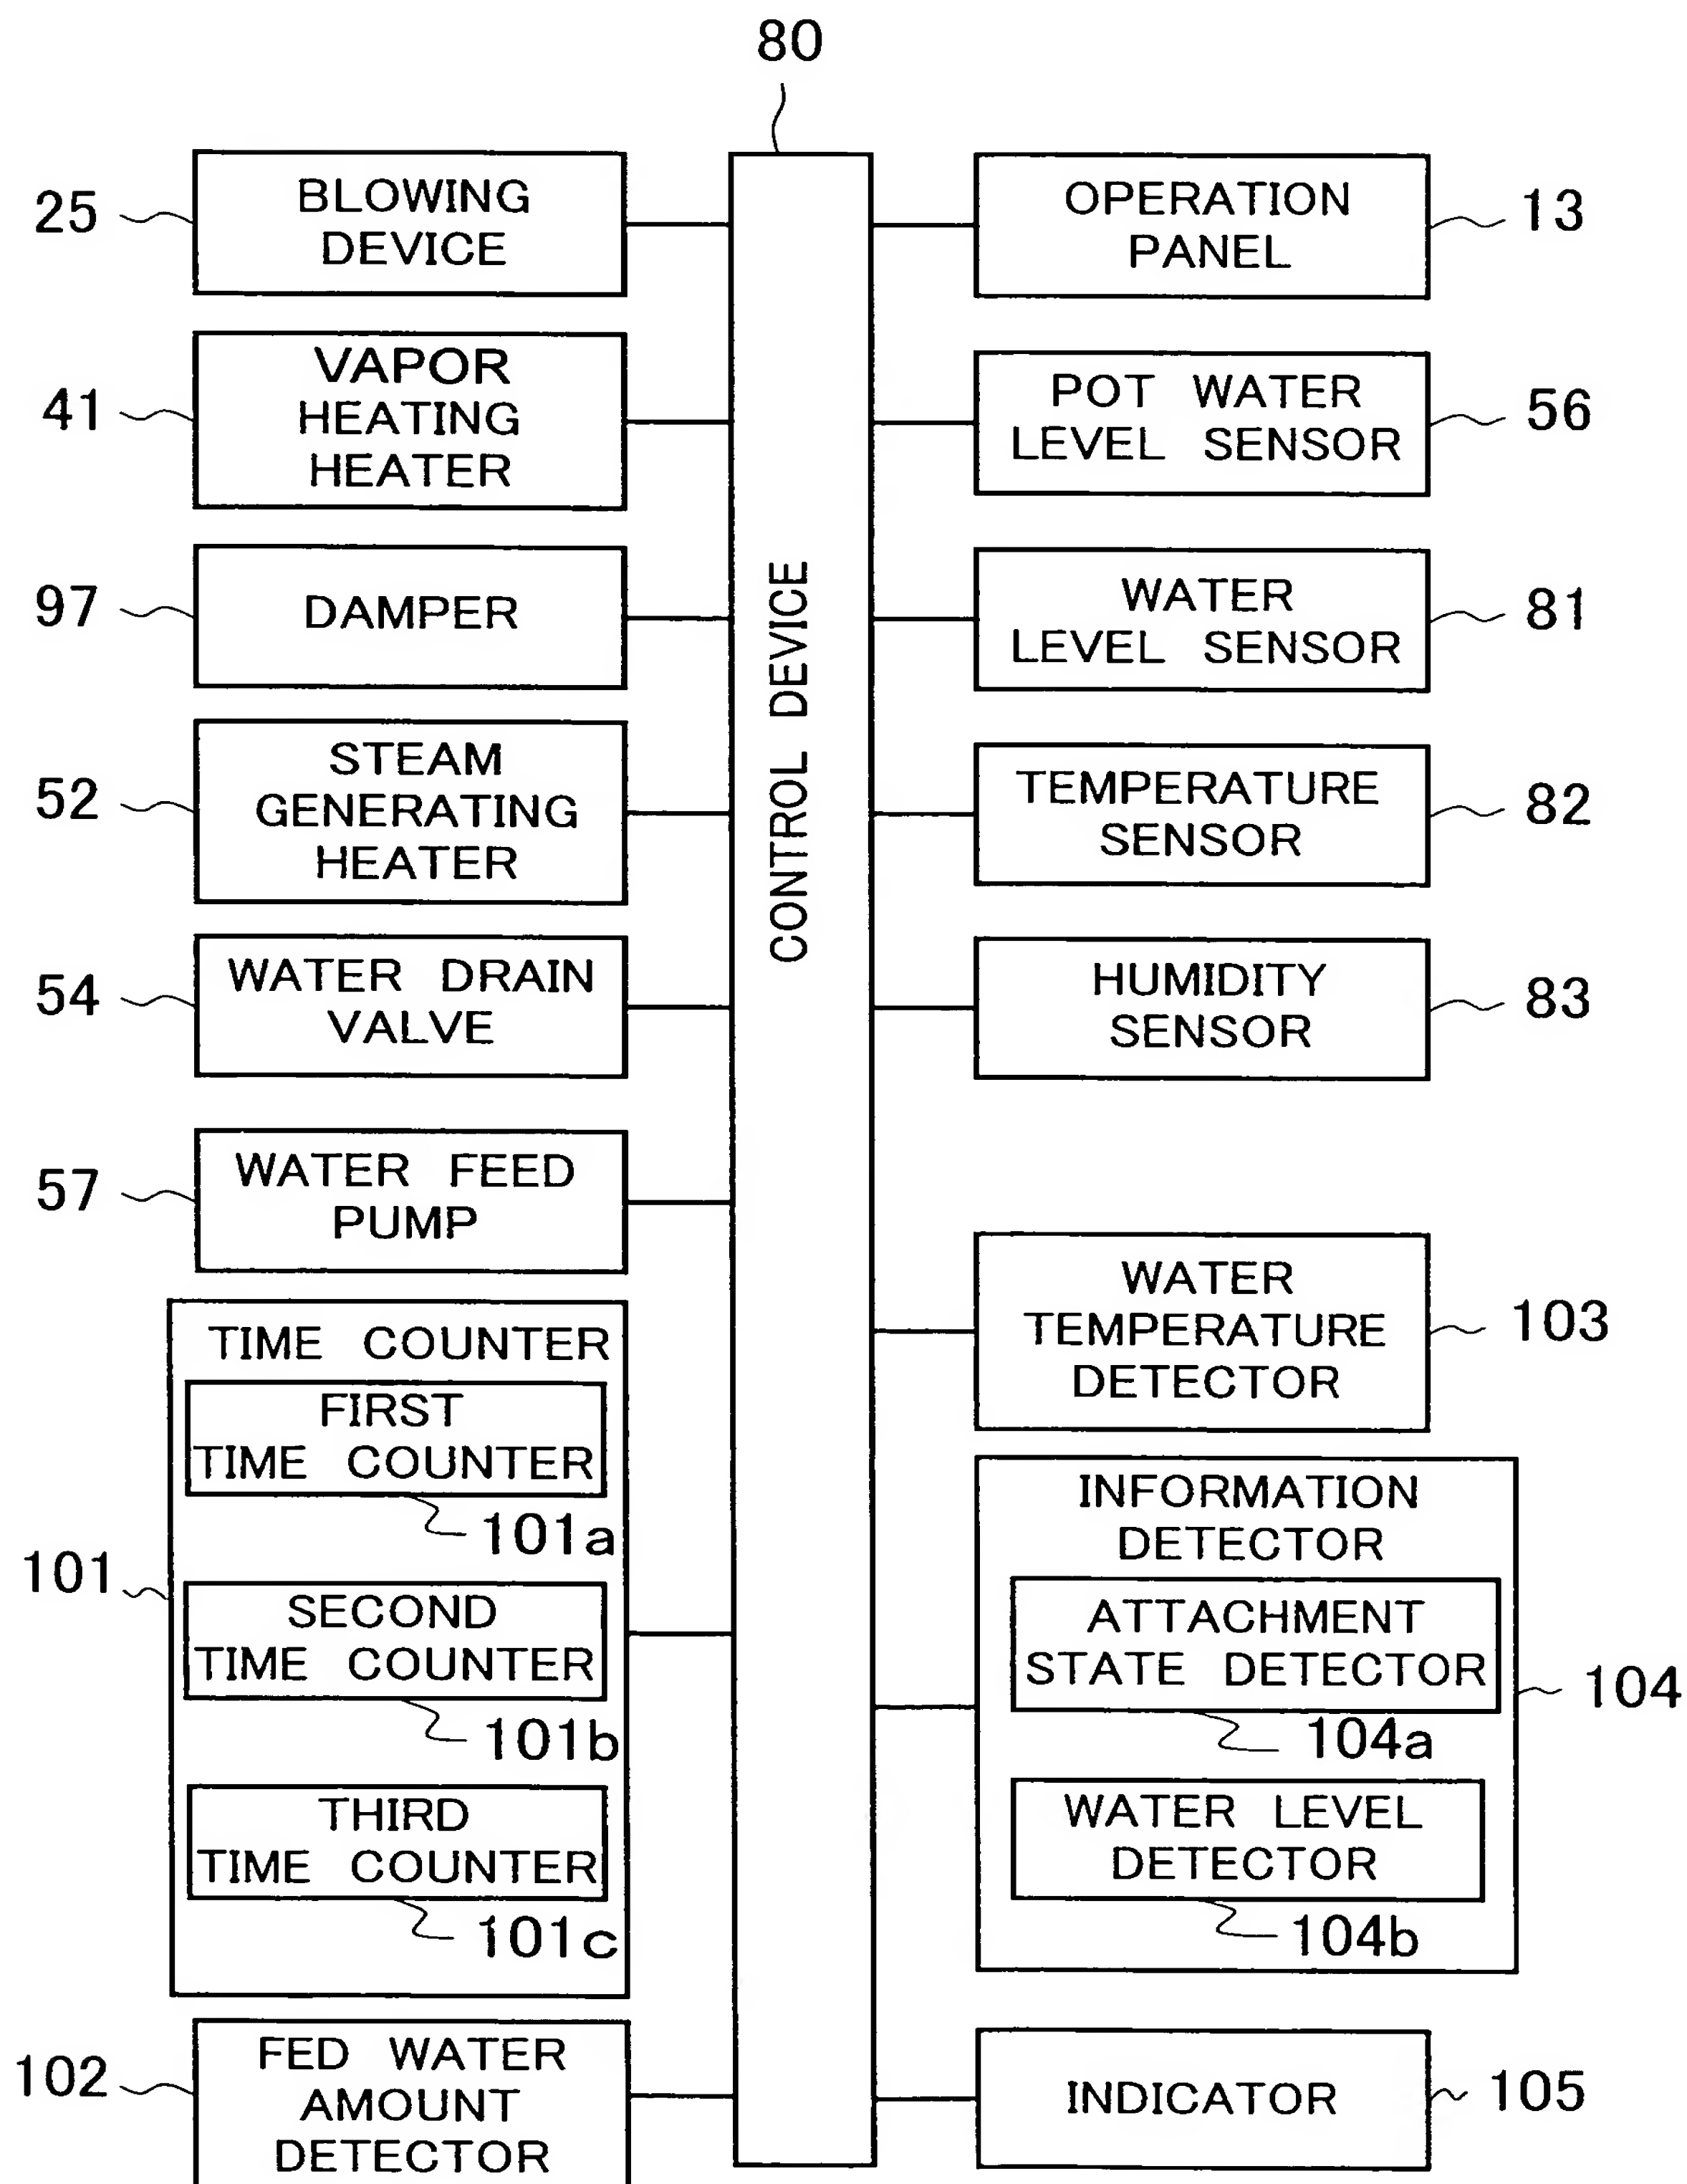 80
25
BLOWING
DEVICE
41
VAPOR
HEATING
HEATER
97
DAMPER
52
STEAM
GENERATING
HEATER
54
WATER DRAIN
VALVE
57
WATER FEED
PUMP
101
TIME COUNTER
FIRST
TIME COUNTER
101a
SECOND
TIME COUNTER
101b
THIRD
TIME COUNTER
101c
102
FED WATER
AMOUNT
DETECTOR
CONTROL DEVICE
OPERATION
PANEL
13
POT WATER
LEVEL SENSOR
56
WATER
LEVEL SENSOR
81
TEMPERATURE
SENSOR
82
HUMIDITY
SENSOR
83
WATER
TEMPERATURE
DETECTOR
103
INFORMATION
DETECTOR
ATTACHMENT
STATE DETECTOR
104
104a
WATER LEVEL
DETECTOR
104b
INDICATOR
105